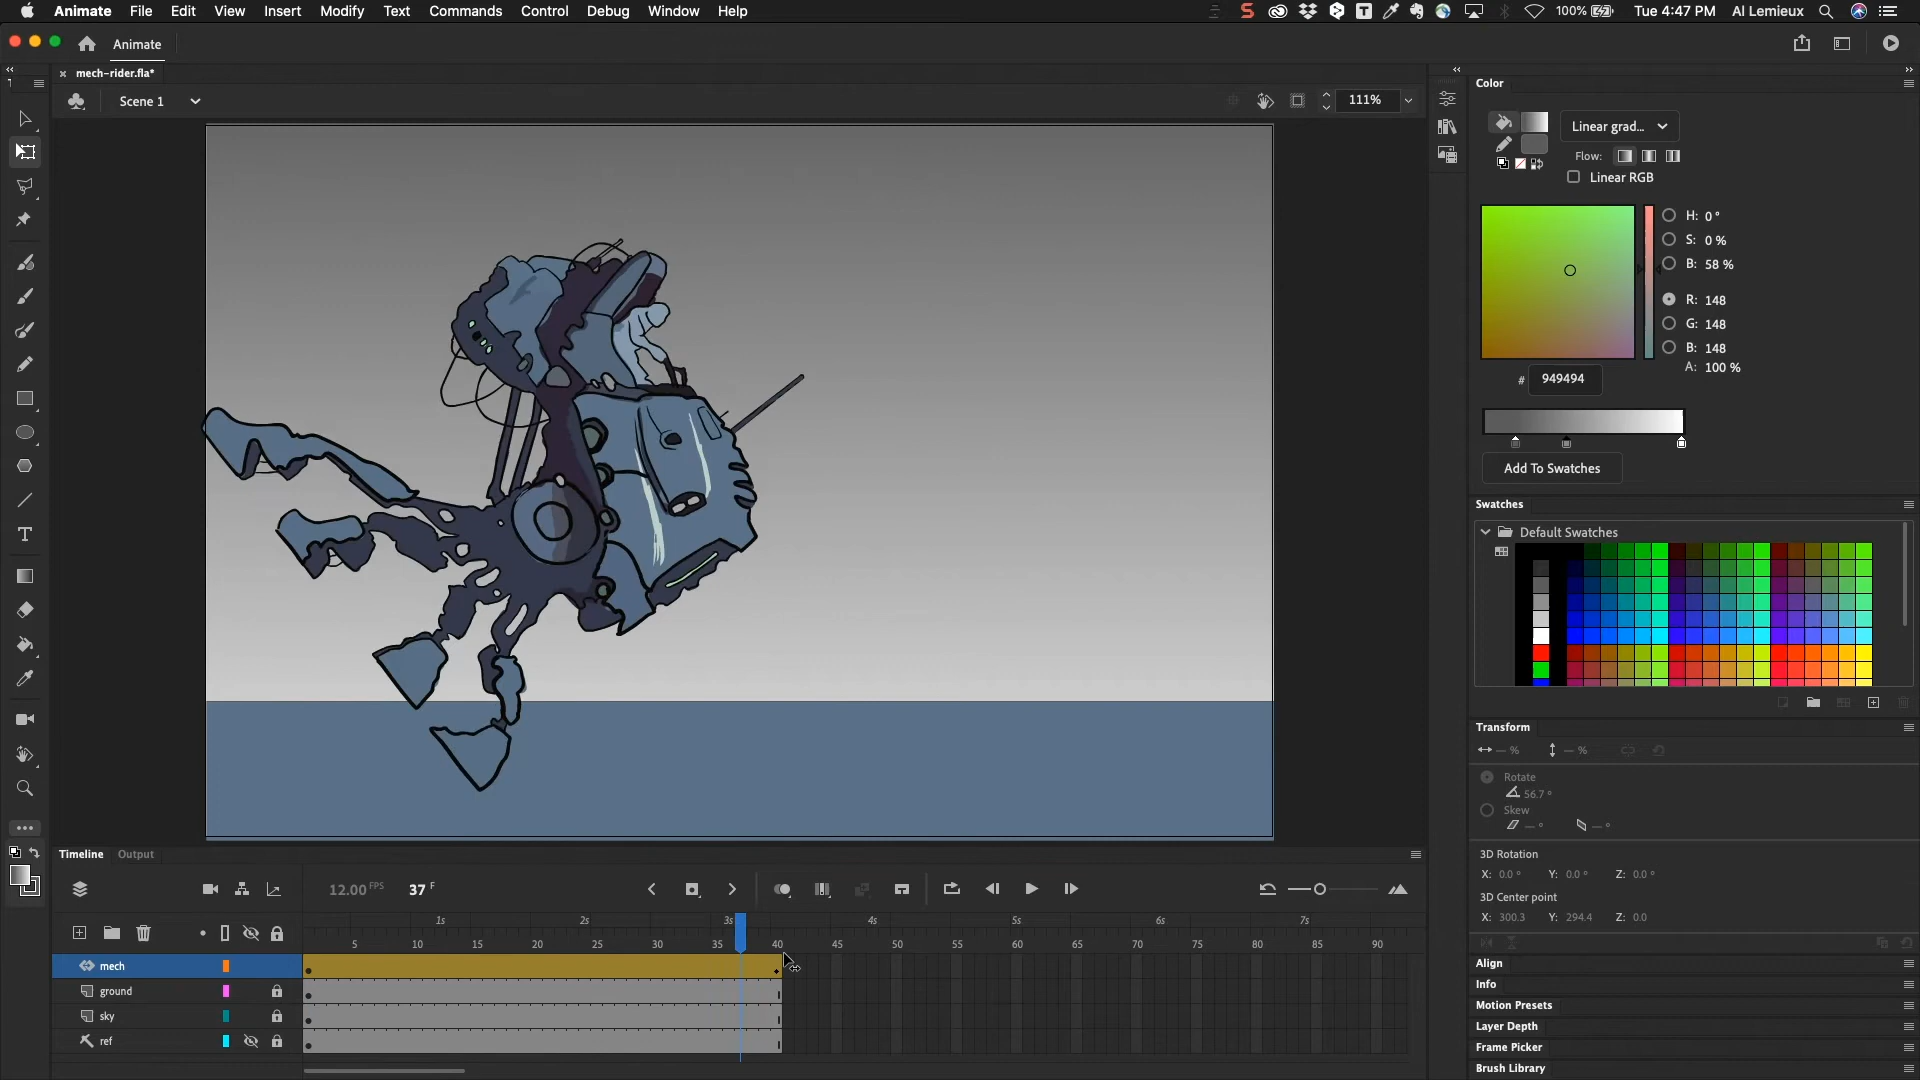 Animate File Edit View Insert Modify Text Commands Control Debug Window Help
100% Tue 4:47 PM Al Lemieux
Animate
mech-rider.fla*
Scene 1
111%
Color
Linear grad...
Flow:
Linear RGB
H: 0 °
S: 0 %
B: 58 %
R: 148
G: 148
B: 148
A: 100 %
# 949494
Add To Swatches
Swatches
Default Swatches
Transform
— % — %
Rotate
56.7 °
Skew
— ° — °
3D Rotation
X: 0.0 ° Y: 0.0 ° Z: 0.0 °
3D Center point
X: 300.3 Y: 294.4 Z: 0.0
Align
Info
Motion Presets
Layer Depth
Frame Picker
Brush Library
Timeline Output
12.00 FPS 37 F
1s 2s 3s 4s 5s 6s 7s
5 10 15 20 25 30 35 40 45 50 55 60 65 70 75 80 85 90
mech
ground
sky
ref